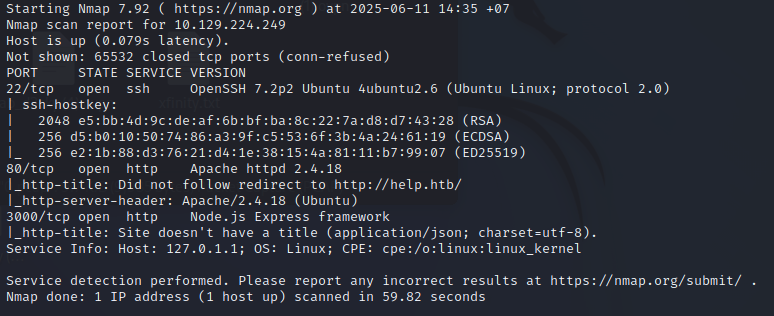 Starting Nmap 7.92 ( https://nmap.org ) at 2025-06-11 14:35 +07
Nmap scan report for 10.129.224.249
Host is up (0.079s latency).
Not shown: 65532 closed tcp ports (conn-refused)
PORT     STATE SERVICE VERSION
22/tcp   open  ssh     OpenSSH 7.2p2 Ubuntu 4ubuntu2.6 (Ubuntu Linux; protocol 2.0)
| ssh-hostkey:
|   2048 e5:bb:4d:9c:de:af:6b:bf:ba:8c:22:7a:d8:d7:43:28 (RSA)
|   256 d5:b0:10:50:74:86:a3:9f:c5:53:6f:3b:4a:24:61:19 (ECDSA)
|_  256 e2:1b:88:d3:76:21:d4:1e:38:15:4a:81:11:b7:99:07 (ED25519)
80/tcp   open  http    Apache httpd 2.4.18
|_http-title: Did not follow redirect to http://help.htb/
|_http-server-header: Apache/2.4.18 (Ubuntu)
3000/tcp open  http    Node.js Express framework
|_http-title: Site doesn't have a title (application/json; charset=utf-8).
Service Info: Host: 127.0.1.1; OS: Linux; CPE: cpe:/o:linux:linux_kernel
Service detection performed. Please report any incorrect results at https://nmap.org/submit/ .
Nmap done: 1 IP address (1 host up) scanned in 59.82 seconds